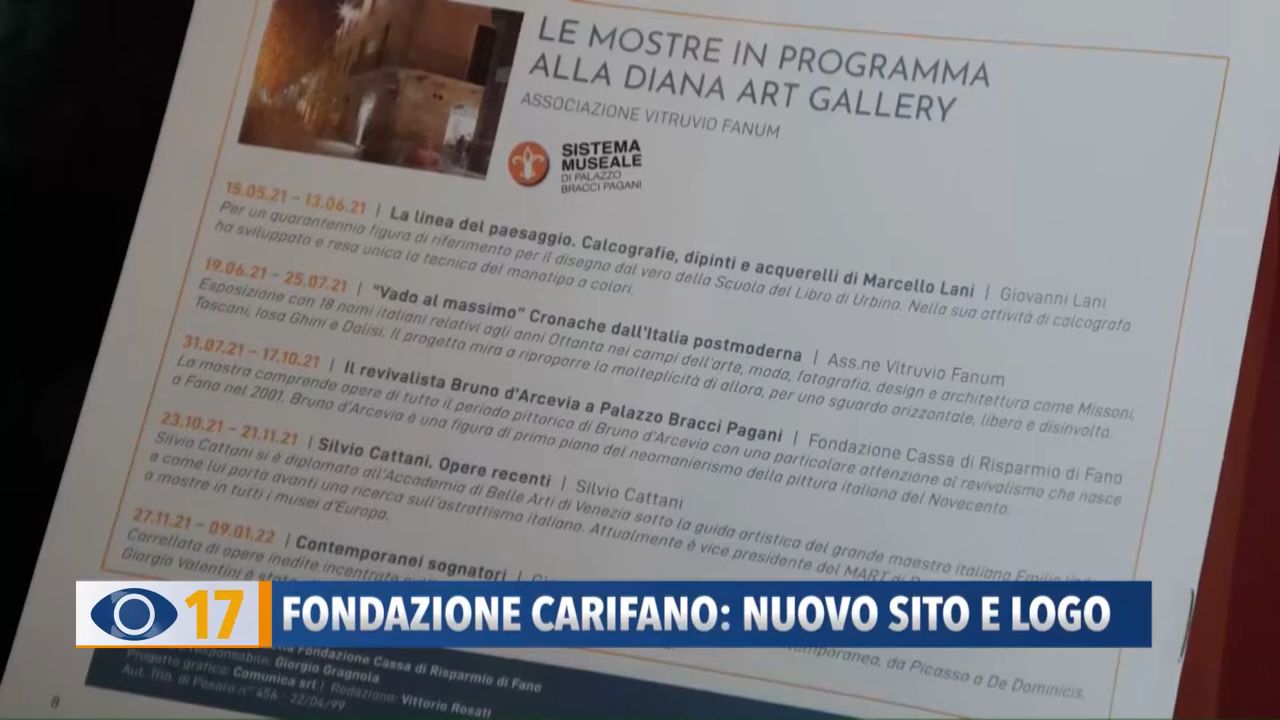 LE MOSTRE IN PROGRAMMA
ALLA DIANA ART GALLERY
ASSOCIAZIONE VITRUVIO FANUM
SISTEMA
MUSEALE
DI PALAZZO
BRACCI PAGANI
15.05.21 – 13.06.21 | La linea del paesaggio. Calcografie, dipinti e acquerelli di Marcello Lani | Giovanni Lani
Per un quarantennio figura di riferimento per il disegno dal vero della Scuola del Libro di Urbino. Nella sua attività di calcografo
ha sviluppato e resa unica la tecnica del monotipo a colori.
19.06.21 – 25.07.21 | "Vado al massimo" Cronache dall'Italia postmoderna | Ass.ne Vitruvio Fanum
Esposizione con 18 nomi italiani relativi agli anni Ottanta nei campi dell'arte, moda, fotografia, design e architettura come Missoni,
Toscani, Iosa Ghini e Dalisi. Il progetto mira a riproporre la molteplicità di allora, per uno sguardo orizzontale, libero e disinvolto.
31.07.21 – 17.10.21 | Il revivalista Bruno d'Arcevia a Palazzo Bracci Pagani | Fondazione Cassa di Risparmio di Fano
La mostra comprende opere di tutto il periodo pittorico di Bruno d'Arcevia con una particolare attenzione al revivalismo che nasce
a Fano nel 2001. Bruno d'Arcevia è una figura di primo piano del neomanierismo della pittura italiana del Novecento.
23.10.21 – 21.11.21 | Silvio Cattani. Opere recenti | Silvio Cattani
Silvio Cattani si è diplomato all'Accademia di Belle Arti di Venezia sotto la guida artistica del grande maestro italiano Emilio
e come lui porta avanti una ricerca sull'astrattismo italiano. Attualmente è vice presidente del MART di
a mostre in tutti i musei d'Europa.
27.11.21 – 09.01.22 | Contemporanei sognatori |
Carrellata di opere inedite incentrate
Giorgio Valentini è
da Picasso a De Dominicis.
17
FONDAZIONE CARIFANO: NUOVO SITO E LOGO
Fondazione Cassa di Risparmio di Fano
responsabile: Giorgio Gragnola
Progetto grafico: Comunica srl | Redazione: Vittorio Rosati
Aut. Trib. di Pesaro n° 456 - 22/04/99
8